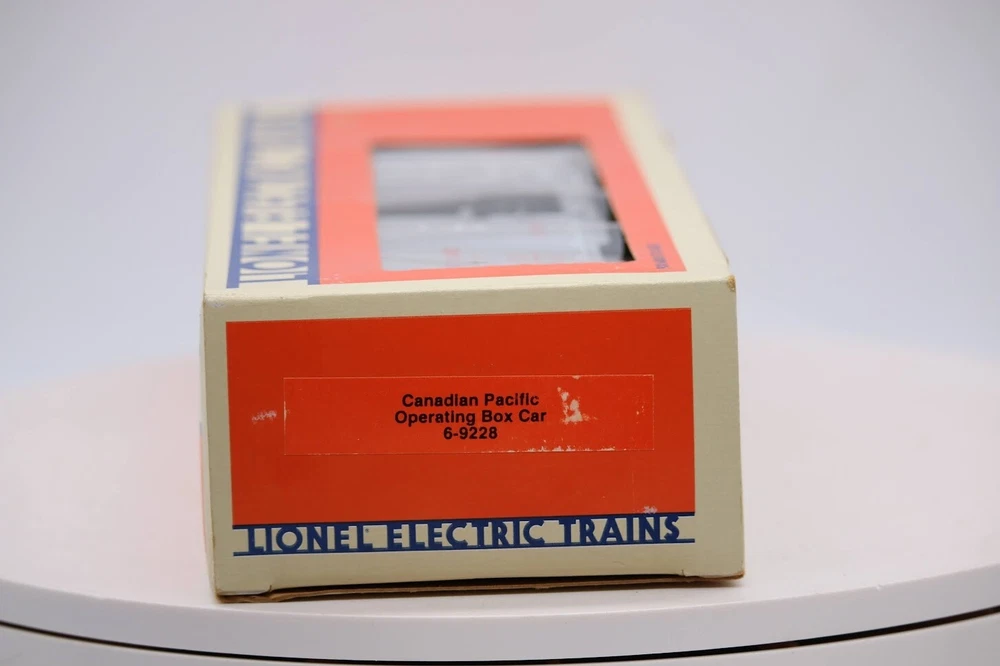 Canadian Pacific
Operating Box Car
6-9228
LIONEL ELECTRIC TRAINS